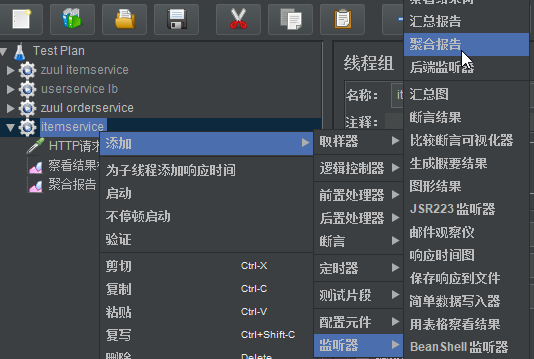 察看结果树
汇总报告
聚合报告
后端监听器
汇总图
断言结果
比较断言可视化器
生成概要结果
图形结果
JSR223 监听器
邮件观察仪
响应时间图
保存响应到文件
简单数据写入器
用表格察看结果
BeanShell 监听器
Test Plan
zuul itemservice
userservice lb
zuul orderservice
itemservice
HTTP请求
察看结果
聚合报告
线程组
名称:
注释:
添加
为子线程添加响应时间
启动
不停顿启动
验证
剪切 Ctrl-X
复制 Ctrl-C
粘贴 Ctrl-V
复写 Ctrl+Shift-C
删除 Delete
取样器
逻辑控制器
前置处理器
后置处理器
断言
定时器
测试片段
配置元件
监听器